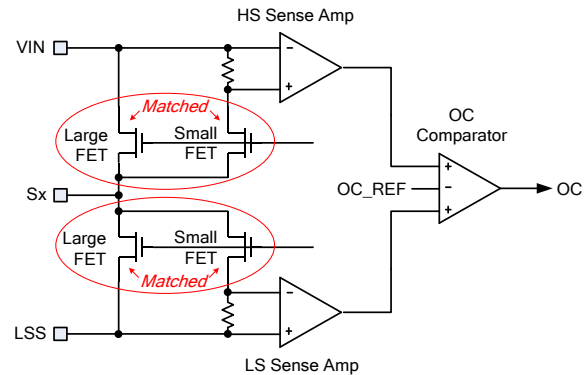 HS Sense Amp
VIN
Matched
Large
FET
Small
FET
OC
Comparator
Sx
OC_REF
OC
Large
FET
Small
FET
Matched
LSS
LS Sense Amp